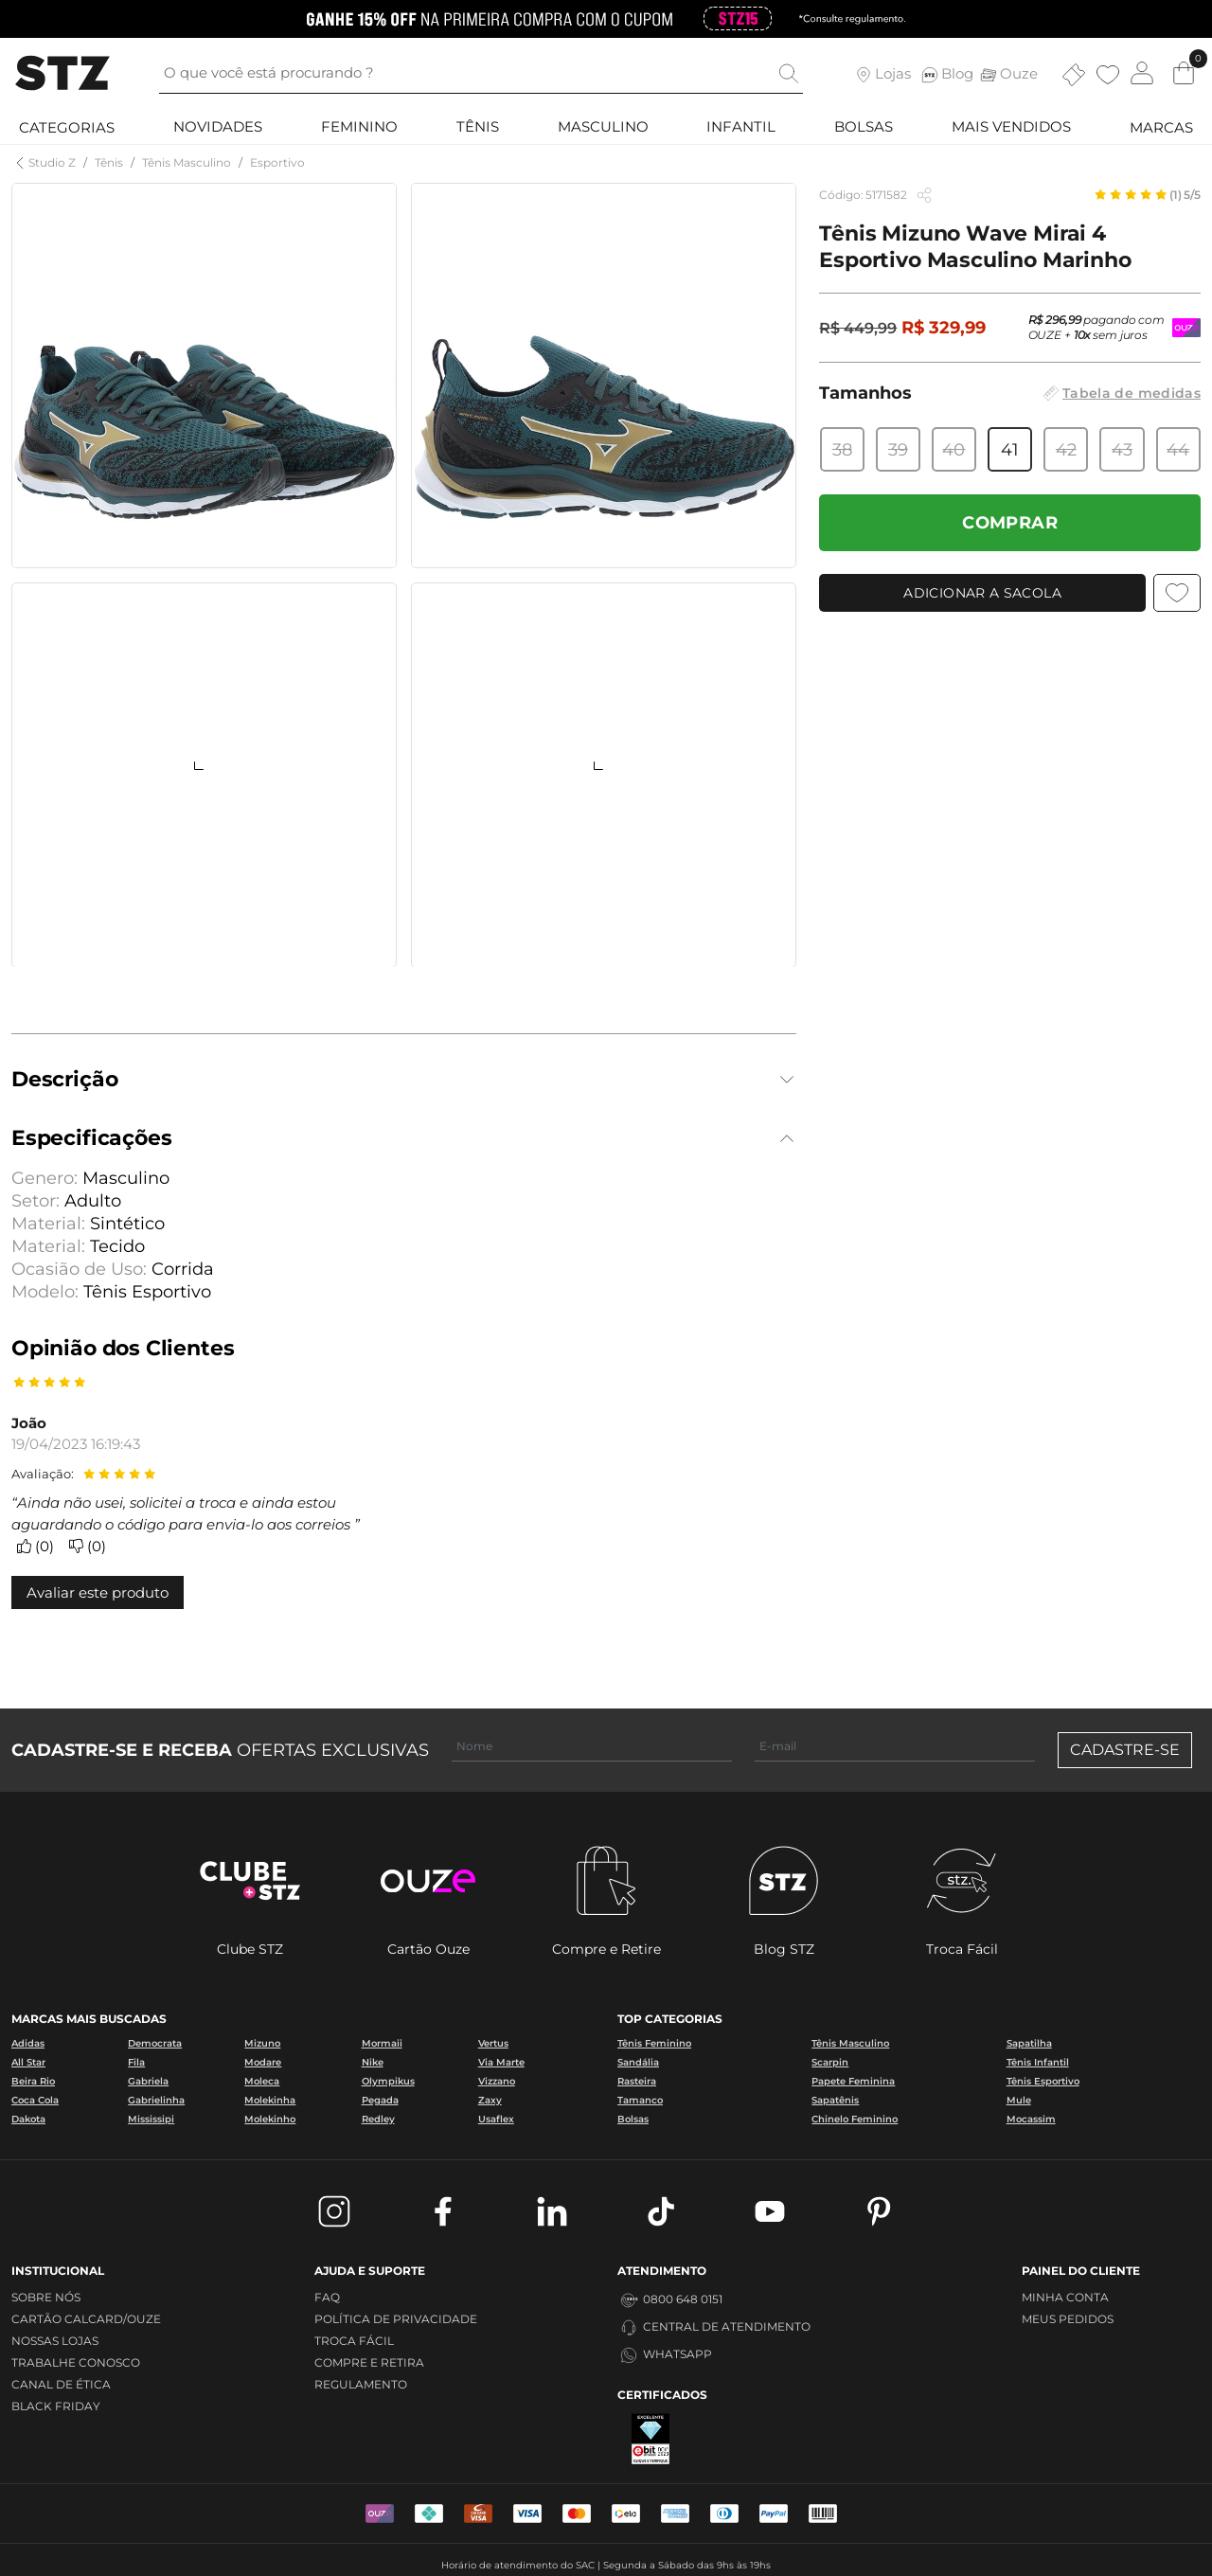 GANHE 15% OFF NA PRIMEIRA COMPRA COM O CUPOM STZ15 *Consulte regulamento.
STZ
O que você está procurando ?
Lojas Blog Ouze 0
CATEGORIAS NOVIDADES FEMININO TÊNIS MASCULINO INFANTIL BOLSAS MAIS VENDIDOS MARCAS
Studio Z / Tênis / Tênis Masculino / Esportivo
Código: 5171582 (1) 5/5
Tênis Mizuno Wave Mirai 4
Esportivo Masculino Marinho
R$ 449,99 R$ 329,99
R$ 296,99 pagando com
OUZE + 10x sem juros
Tamanhos Tabela de medidas
38 39 40 41 42 43 44
COMPRAR
ADICIONAR A SACOLA
Descrição
Especificações
Genero: Masculino
Setor: Adulto
Material: Sintético
Material: Tecido
Ocasião de Uso: Corrida
Modelo: Tênis Esportivo
Opinião dos Clientes
João
19/04/2023 16:19:43
Avaliação:
“Ainda não usei, solicitei a troca e ainda estou
aguardando o código para envia-lo aos correios ”
(0) (0)
Avaliar este produto
CADASTRE-SE E RECEBA OFERTAS EXCLUSIVAS Nome E-mail CADASTRE-SE
CLUBE +STZ OUZE STZ stz.
Clube STZ Cartão Ouze Compre e Retire Blog STZ Troca Fácil
MARCAS MAIS BUSCADAS TOP CATEGORIAS
Adidas Democrata Mizuno Mormaii Vertus Tênis Feminino Tênis Masculino Sapatilha
All Star Fila Modare Nike Via Marte Sandália Scarpin Tênis Infantil
Beira Rio Gabriela Moleca Olympikus Vizzano Rasteira Papete Feminina Tênis Esportivo
Coca Cola Gabrielinha Molekinha Pegada Zaxy Tamanco Sapatênis Mule
Dakota Mississipi Molekinho Redley Usaflex Bolsas Chinelo Feminino Mocassim
INSTITUCIONAL
SOBRE NÓS
CARTÃO CALCARD/OUZE
NOSSAS LOJAS
TRABALHE CONOSCO
CANAL DE ÉTICA
BLACK FRIDAY
AJUDA E SUPORTE
FAQ
POLÍTICA DE PRIVACIDADE
TROCA FÁCIL
COMPRE E RETIRA
REGULAMENTO
ATENDIMENTO
0800 648 0151
CENTRAL DE ATENDIMENTO
WHATSAPP
CERTIFICADOS
EXCELENTE
ebit
PAINEL DO CLIENTE
MINHA CONTA
MEUS PEDIDOS
OUZE VISA VISA elo PayPal
Horário de atendimento do SAC | Segunda a Sábado das 9hs às 19hs